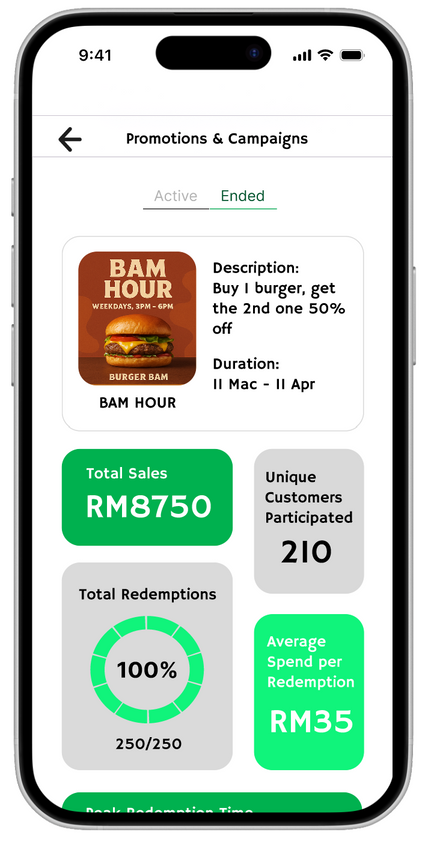 9:41
Promotions & Campaigns
Active
Ended
BAM
HOUR
WEEKDAYS, 3PM - 6PM
BURGER BAM
BAM HOUR
Description:
Buy 1 burger, get
the 2nd one 50%
off
Duration:
11 Mac - 11 Apr
Total Sales
RM8750
Unique
Customers
Participated
210
Total Redemptions
100%
250/250
Average
Spend per
Redemption
RM35
Peak Redemption Time